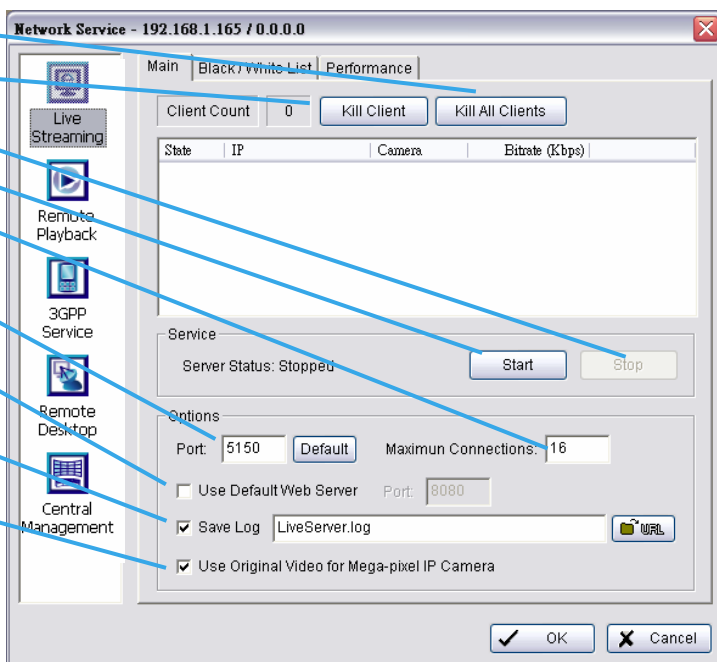 Network Service - 192.168.1.165 / 0.0.0.0
Live
Streaming
Remote
Playback
3GPP
Service
Remote
Desktop
Central
Management
Main Black / White List Performance
Client Count 0 Kill Client Kill All Clients
State IP Camera Bitrate (Kbps)
Service
Server Status: Stopped Start Stop
Options
Port: 5150 Default Maximun Connections: 16
Use Default Web Server Port: 8080
Save Log LiveServer.log URL
Use Original Video for Mega-pixel IP Camera
OK Cancel